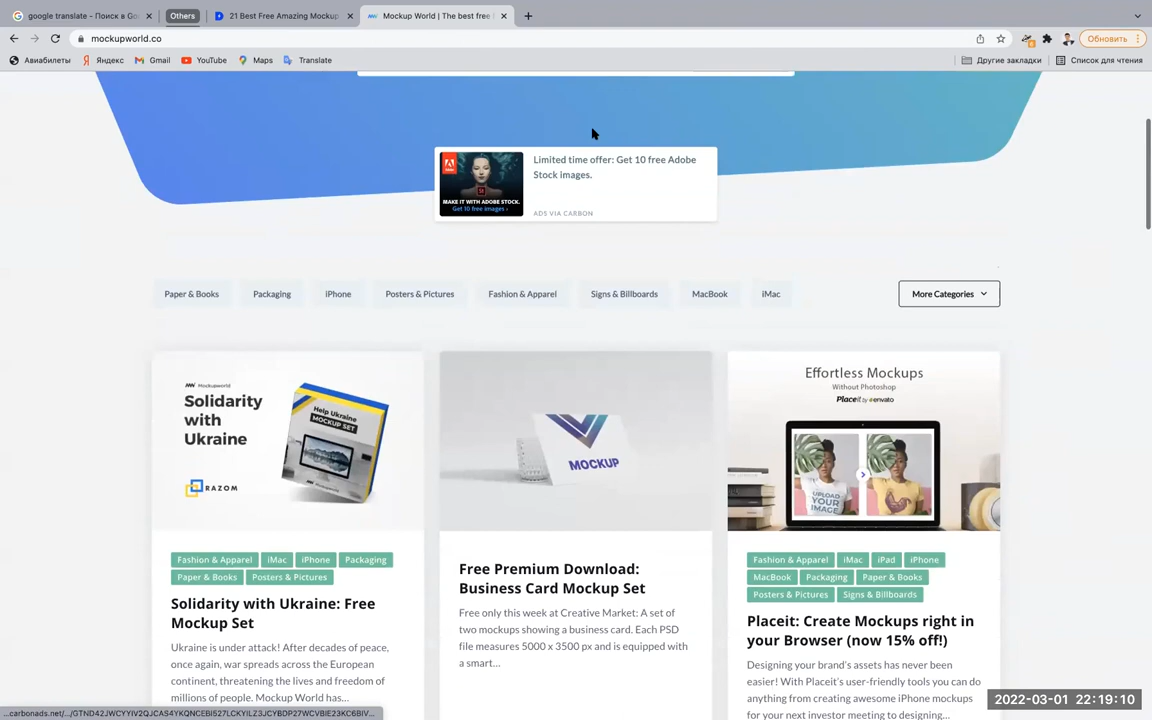 google translate - Поиск в Go
Others
21 Best Free Amazing Mockup
Mockup World | The best free
mockupworld.co
Обновить
Авиабилеты
Яндекс
Gmail
YouTube
Maps
Translate
Другие закладки
Список для чтения
Limited time offer: Get 10 free Adobe
Stock images.
MAKE IT WITH ADOBE STOCK.
Get 10 free images ›
ADS VIA CARBON
Paper & Books
Packaging
iPhone
Posters & Pictures
Fashion & Apparel
Signs & Billboards
MacBook
iMac
More Categories
Mockupworld
Solidarity
with
Ukraine
RAZOM
Help Ukraine
MOCKUP SET
MOCKUP
Effortless Mockups
Without Photoshop
Placeit by envato
UPLOAD
YOUR
IMAGE
Fashion & Apparel iMac iPhone Packaging
Paper & Books Posters & Pictures
Solidarity with Ukraine: Free
Mockup Set
Ukraine is under attack! After decades of peace,
once again, war spreads across the European
continent, threatening the lives and freedom of
millions of people. Mockup World has...
Free Premium Download:
Business Card Mockup Set
Free only this week at Creative Market: A set of
two mockups showing a business card. Each PSD
file measures 5000 x 3500 px and is equipped with
a smart...
Fashion & Apparel iMac iPad iPhone
MacBook Packaging Paper & Books
Posters & Pictures Signs & Billboards
Placeit: Create Mockups right in
your Browser (now 15% off!)
Designing your brand's assets has never been
easier! With Placeit's user-friendly tools you can do
anything from creating awesome iPhone mockups
for your next investor meeting to designing...
2022-03-01 22:19:10